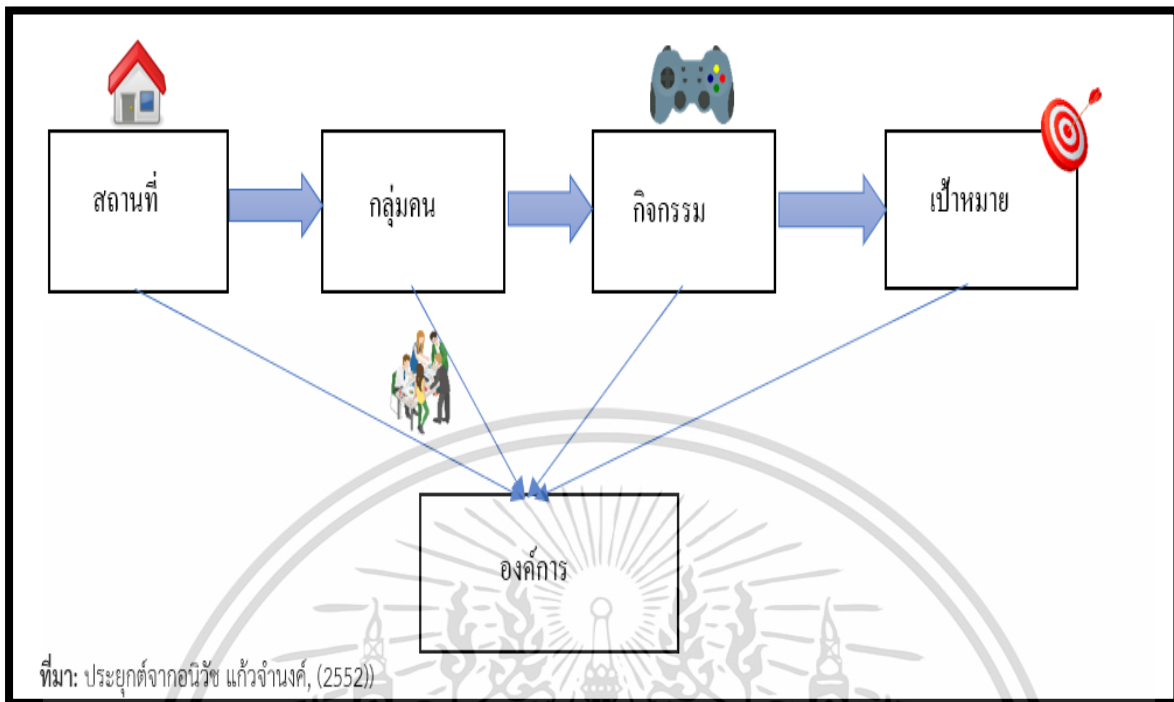 สถานที่
กลุ่มคน
กิจกรรม
เป้าหมาย
องค์การ
ที่มา: ประยุกต์จากอนิวัช แก้วจำนงค์, (2552))